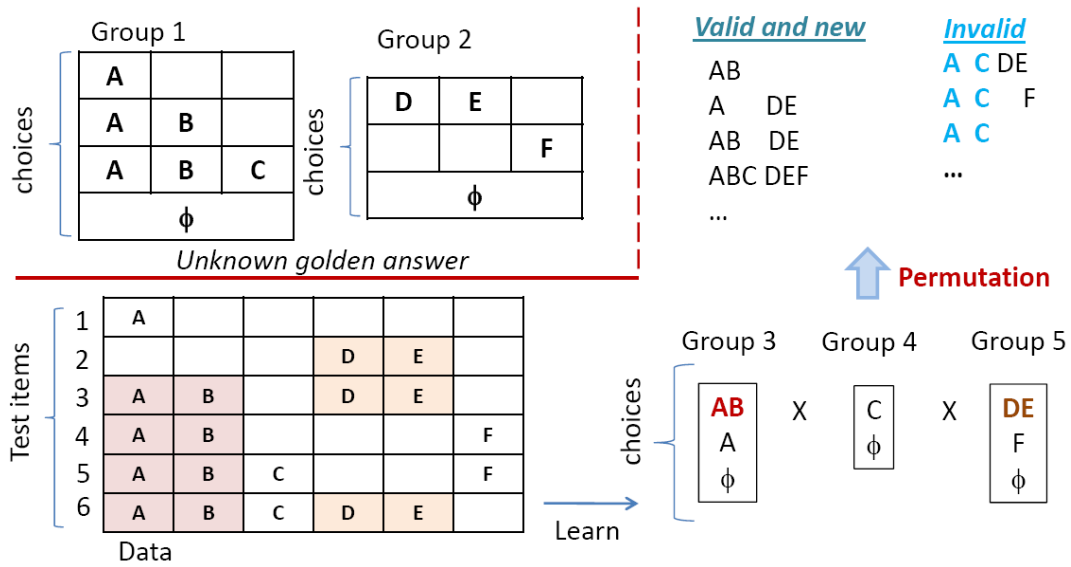 Group 1
choices
A
A B
A B C
ϕ
Group 2
choices
D E
F
ϕ
Unknown golden answer
Valid and new
AB
A DE
AB DE
ABC DEF
...
Invalid
A C DE
A C F
A C
...
Permutation
Test items
1 A
2 D E
3 A B D E
4 A B F
5 A B C F
6 A B C D E
Data
Learn
choices
Group 3
AB
A
ϕ
X
Group 4
C
ϕ
X
Group 5
DE
F
ϕ